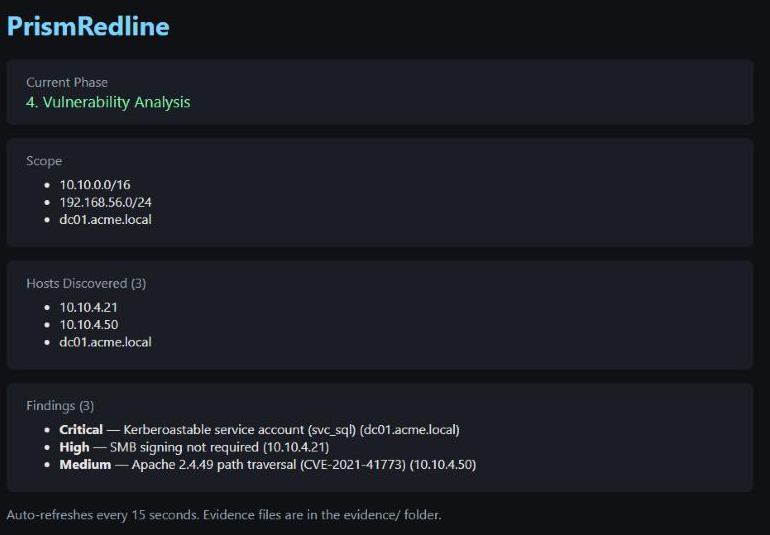 PrismRedline
Current Phase
4. Vulnerability Analysis
Scope
• 10.10.0.0/16
• 192.168.56.0/24
• dc01.acme.local
Hosts Discovered (3)
• 10.10.4.21
• 10.10.4.50
• dc01.acme.local
Findings (3)
• Critical — Kerberoastable service account (svc_sql) (dc01.acme.local)
• High — SMB signing not required (10.10.4.21)
• Medium — Apache 2.4.49 path traversal (CVE-2021-41773) (10.10.4.50)
Auto-refreshes every 15 seconds. Evidence files are in the evidence/ folder.